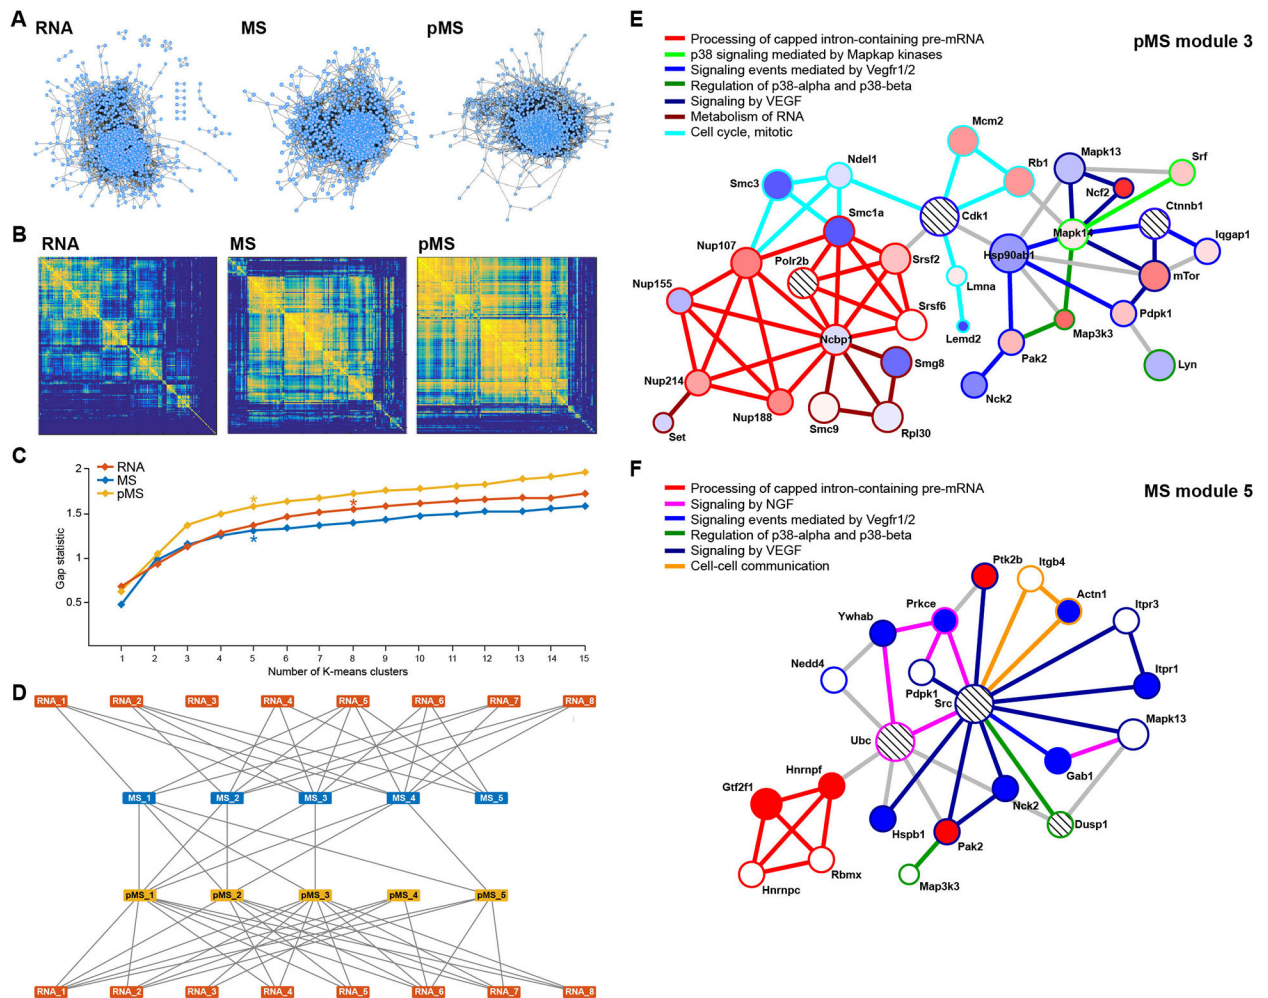 A
RNA
MS
pMS
B
RNA
MS
pMS
C
RNA
MS
pMS
Gap statistic
2
1.5
1
0.5
*
*
*
1 2 3 4 5 6 7 8 9 10 11 12 13 14 15
Number of K-means clusters
D
RNA_1 RNA_2 RNA_3 RNA_4 RNA_5 RNA_6 RNA_7 RNA_8
MS_1 MS_2 MS_3 MS_4 MS_5
pMS_1 pMS_2 pMS_3 pMS_4 pMS_5
RNA_1 RNA_2 RNA_3 RNA_4 RNA_5 RNA_6 RNA_7 RNA_8
E
pMS module 3
Processing of capped intron-containing pre-mRNA
p38 signaling mediated by Mapkap kinases
Signaling events mediated by Vegfr1/2
Regulation of p38-alpha and p38-beta
Signaling by VEGF
Metabolism of RNA
Cell cycle, mitotic
Mcm2
Ndel1
Rb1
Mapk13
Srf
Smc3
Ncf2
Ctnnb1
Smc1a
Cdk1
Mapk14
Iqgap1
Nup107
Polr2b
Srsf2
Hsp90ab1
mTor
Nup155
Lmna
Srsf6
Pdpk1
Ncbp1
Lemd2
Map3k3
Nup214
Smg8
Pak2
Lyn
Nup188
Nck2
Set
Smc9
Rpl30
F
MS module 5
Processing of capped intron-containing pre-mRNA
Signaling by NGF
Signaling events mediated by Vegfr1/2
Regulation of p38-alpha and p38-beta
Signaling by VEGF
Cell-cell communication
Ptk2b
Itgb4
Actn1
Prkce
Itpr3
Ywhab
Nedd4
Itpr1
Pdpk1
Src
Mapk13
Ubc
Hnrnpf
Gab1
Gtf2f1
Nck2
Dusp1
Hspb1
Pak2
Rbmx
Hnrnpc
Map3k3